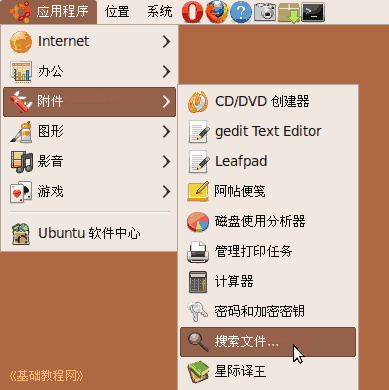 应用程序 位置 系统
Internet
办公
附件
图形
影音
游戏
Ubuntu 软件中心
CD/DVD 创建器
gedit Text Editor
Leafpad
阿帖便笺
磁盘使用分析器
管理打印任务
计算器
密码和加密密钥
搜索文件...
星际译王
《基础教程网》